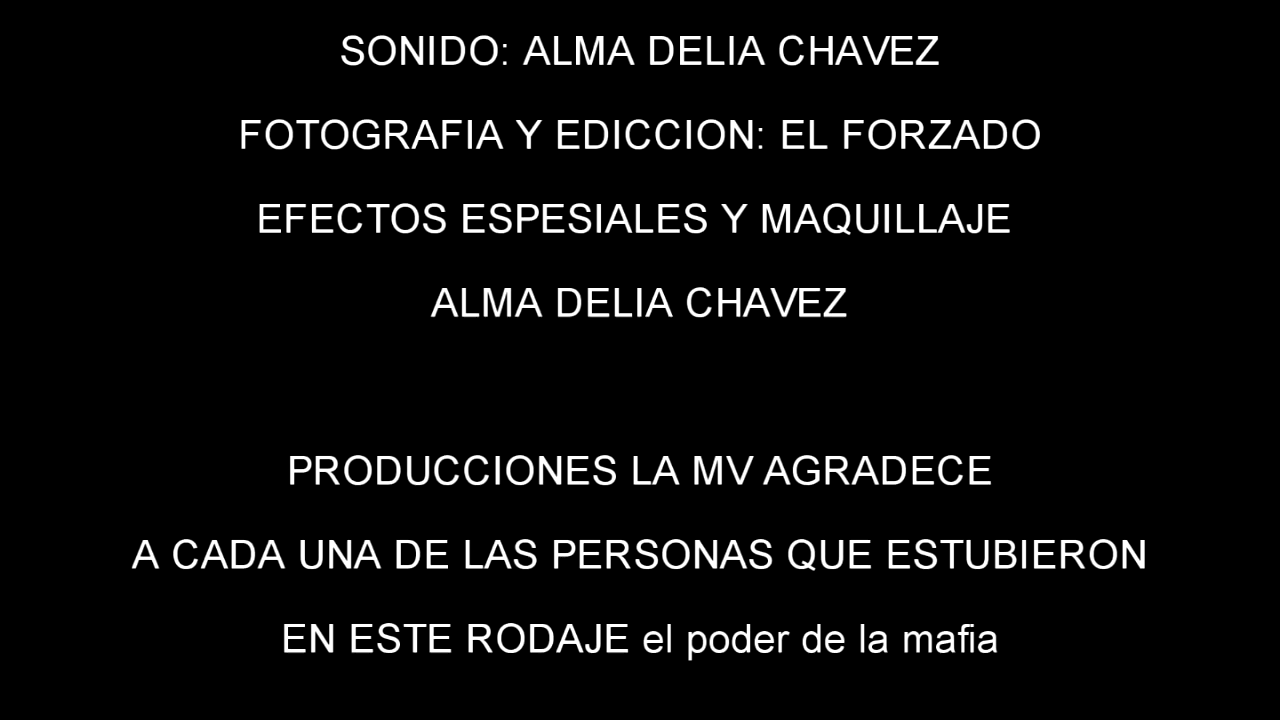 SONIDO: ALMA DELIA CHAVEZ
FOTOGRAFIA Y EDICCION: EL FORZADO
EFECTOS ESPESIALES Y MAQUILLAJE
ALMA DELIA CHAVEZ
PRODUCCIONES LA MV AGRADECE
A CADA UNA DE LAS PERSONAS QUE ESTUBIERON
EN ESTE RODAJE el poder de la mafia